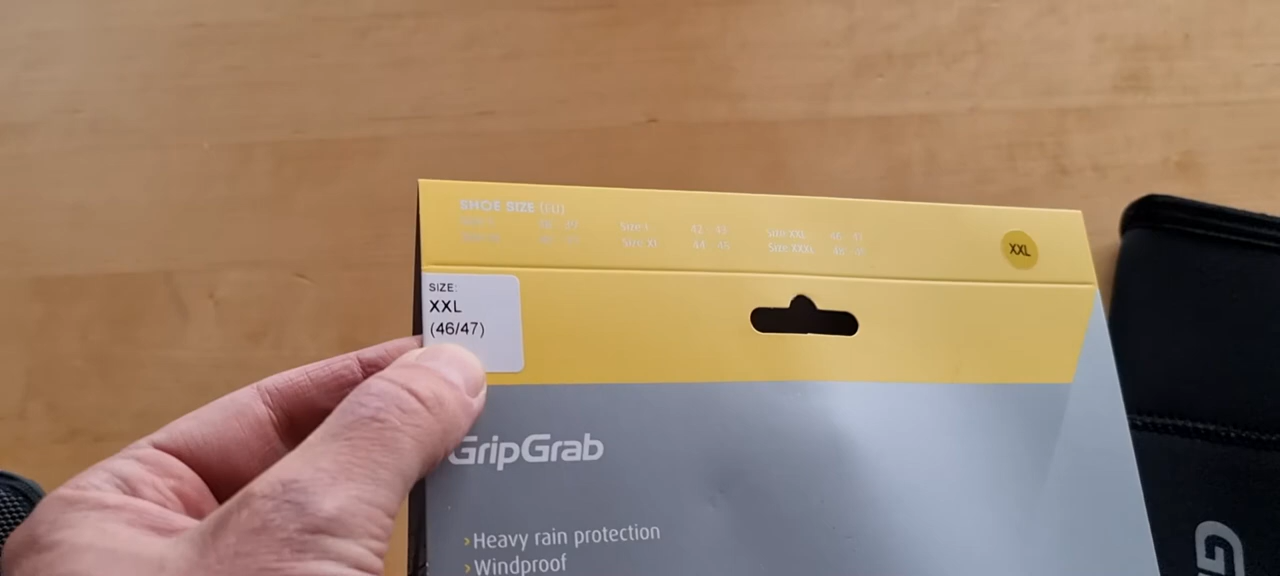 SHOE SIZE (EU)
Size L 42 - 43 Size XXL 46 - 47
Size XL 44 - 45 Size XXXL
XXL
SIZE:
XXL
(46/47)
GripGrab
›Heavy rain protection
›Windproof
G